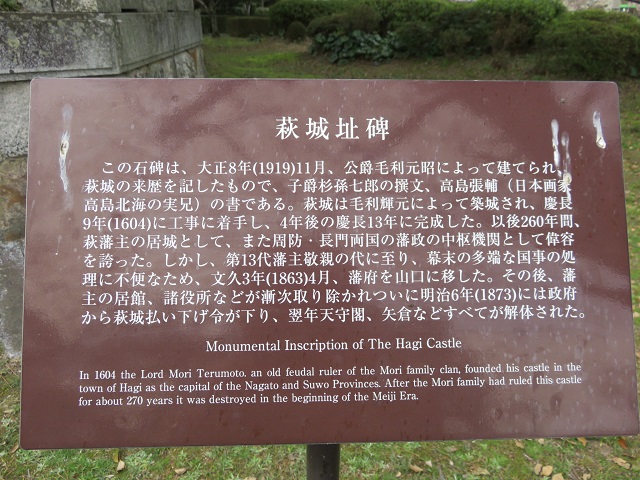 萩城址碑
この石碑は、大正8年(1919)11月、公爵毛利元昭によって建てられ、
萩城の来歴を記したもので、子爵杉孫七郎の撰文、高島張輔（日本画家
高島北海の実兄）の書である。萩城は毛利輝元によって築城され、慶長
9年(1604)に工事に着手し、4年後の慶長13年に完成した。以後260年間、
萩藩主の居城として、また周防・長門両国の藩政の中枢機関として偉容
を誇った。しかし、第13代藩主敬親の代に至り、幕末の多端な国事の処
理に不便なため、文久3年(1863)4月、藩府を山口に移した。その後、藩
主の居館、諸役所などが漸次取り除かれついに明治6年(1873)には政府
から萩城払い下げ令が下り、翌年天守閣、矢倉などすべてが解体された。
Monumental Inscription of The Hagi Castle
In 1604 the Lord Mori Terumoto, an old feudal ruler of the Mori family clan, founded his castle in the
town of Hagi as the capital of the Nagato and Suwo Provinces. After the Mori family had ruled this castle
for about 270 years it was destroyed in the beginning of the Meiji Era.